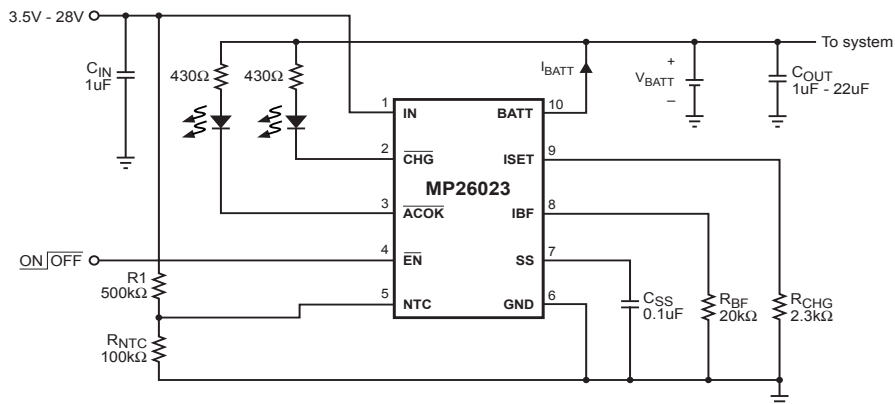 3.5V - 28V
To system
CIN
1uF
430Ω
430Ω
IBATT
+
VBATT
–
COUT
1uF - 22uF
1
IN
BATT
10
2
CHG
ISET
9
MP26023
3
ACOK
IBF
8
ON OFF
4
EN
SS
7
R1
500kΩ
5
NTC
GND
6
CSS
0.1uF
RBF
20kΩ
RCHG
2.3kΩ
RNTC
100kΩ